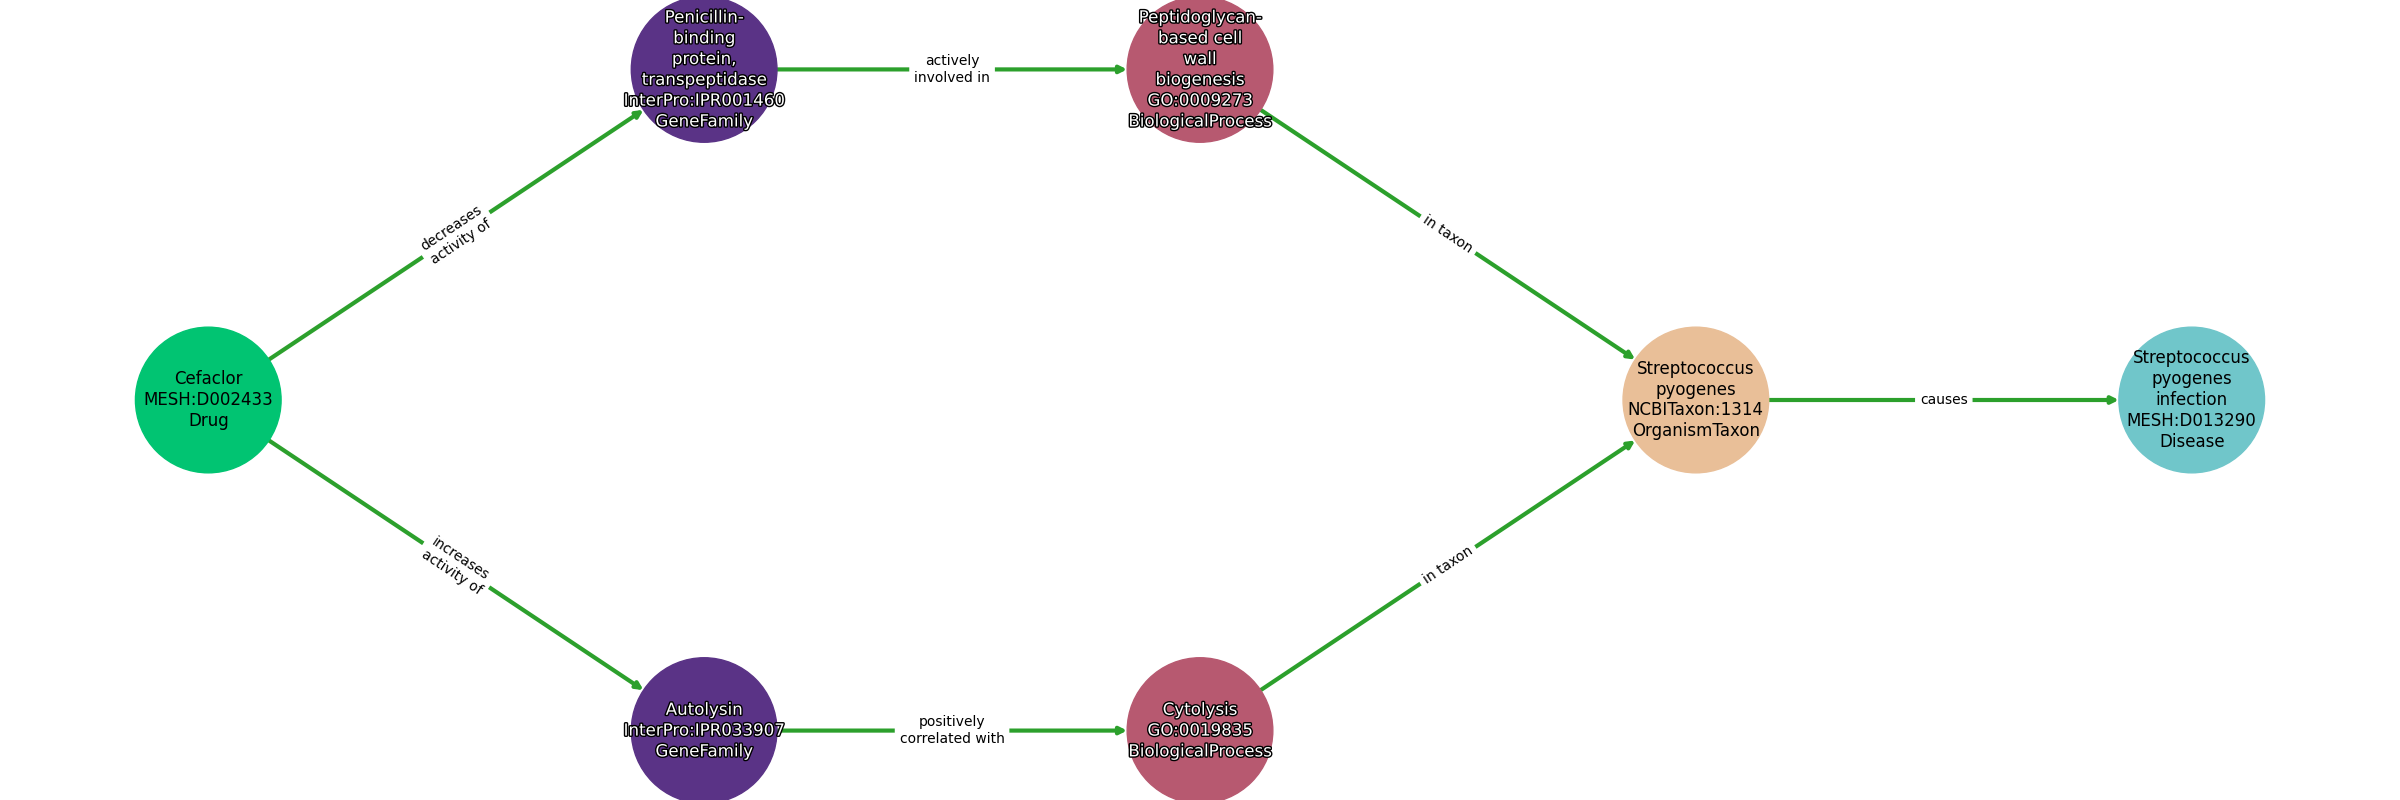 Penicillin-
binding
protein,
transpeptidase
InterPro:IPR001460
GeneFamily
actively
involved in
Peptidoglycan-
based cell
wall
biogenesis
GO:0009273
BiologicalProcess
decreases
activity of
in taxon
Cefaclor
MESH:D002433
Drug
Streptococcus
pyogenes
NCBITaxon:1314
OrganismTaxon
causes
Streptococcus
pyogenes
infection
MESH:D013290
Disease
increases
activity of
in taxon
Autolysin
InterPro:IPR033907
GeneFamily
positively
correlated with
Cytolysis
GO:0019835
BiologicalProcess